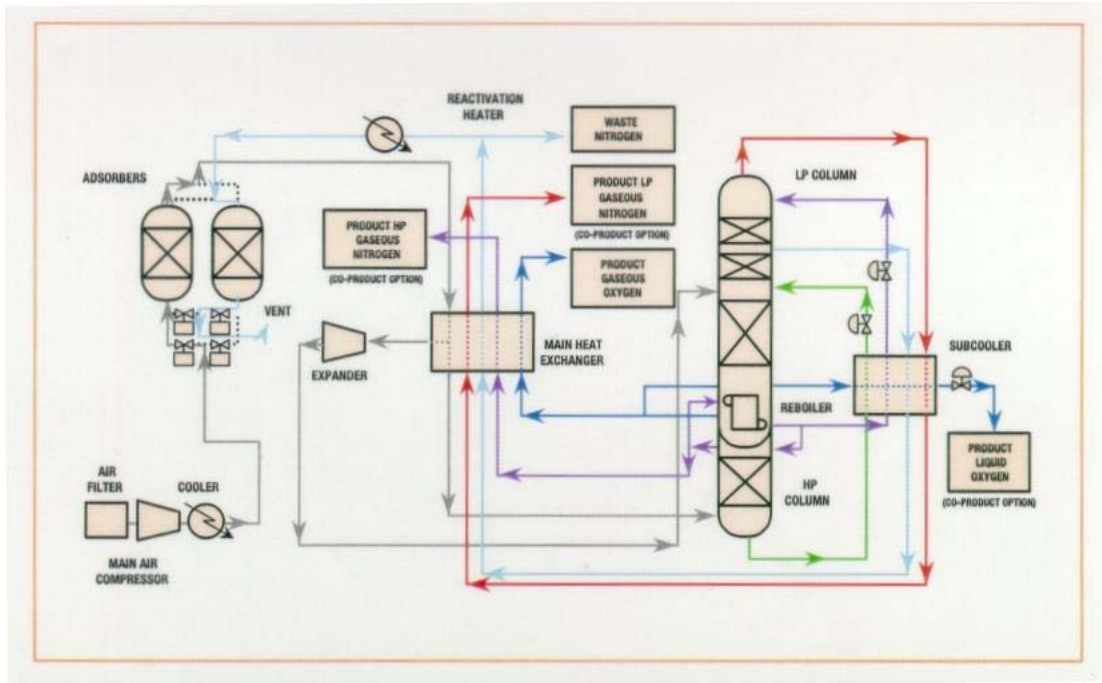 REACTIVATION
HEATER
WASTE
NITROGEN
ADSORBERS
LP COLUMN
PRODUCT LP
GASEOUS
NITROGEN
(CO-PRODUCT OPTION)
PRODUCT HP
GASEOUS
NITROGEN
(CO-PRODUCT OPTION)
PRODUCT
GASEOUS
OXYGEN
VENT
MAIN HEAT
EXCHANGER
EXPANDER
SUBCOOLER
REBOILER
PRODUCT
LIQUID
OXYGEN
(CO-PRODUCT OPTION)
HP
COLUMN
AIR
FILTER
COOLER
MAIN AIR
COMPRESSOR